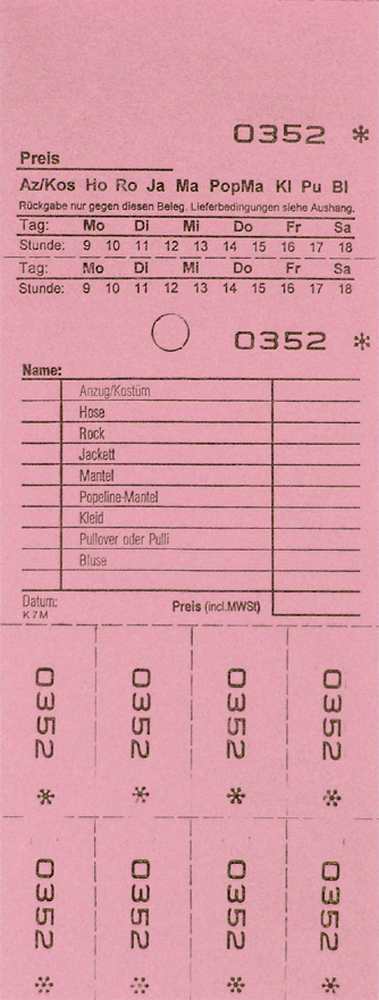 0352 *
Preis
Az/Kos Ho Ro Ja Ma PopMa Kl Pu Bl
Rückgabe nur gegen diesen Beleg. Lieferbedingungen siehe Aushang.
Tag: Mo Di Mi Do Fr Sa
Stunde: 9 10 11 12 13 14 15 16 17 18
Tag: Mo Di Mi Do Fr Sa
Stunde: 9 10 11 12 13 14 15 16 17 18
0352 *
Name:
Anzug/Kostüm
Hose
Rock
Jackett
Mantel
Popeline-Mantel
Kleid
Pullover oder Pulli
Bluse
Datum:
K 7 M
Preis (incl.MWSt)
0352 *
0352 *
0352 *
0352 *
0352 *
0352 *
0352 *
0352 *